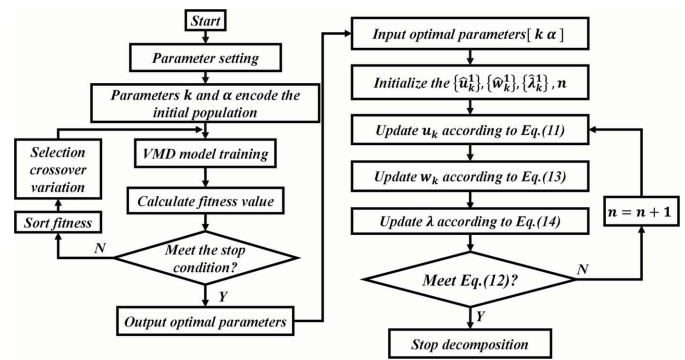 Start
Parameter setting
Parameters k and α encode the
initial population
Selection
crossover
variation
VMD model training
Calculate fitness value
Sort fitness
N
Meet the stop
condition?
Y
Output optimal parameters
Input optimal parameters[ k α ]
Initialize the {û_k^1},{ŵ_k^1},{λ̂_k^1} , n
Update u_k according to Eq.(11)
Update w_k according to Eq.(13)
n = n + 1
Update λ according to Eq.(14)
Meet Eq.(12)?
N
Y
Stop decomposition